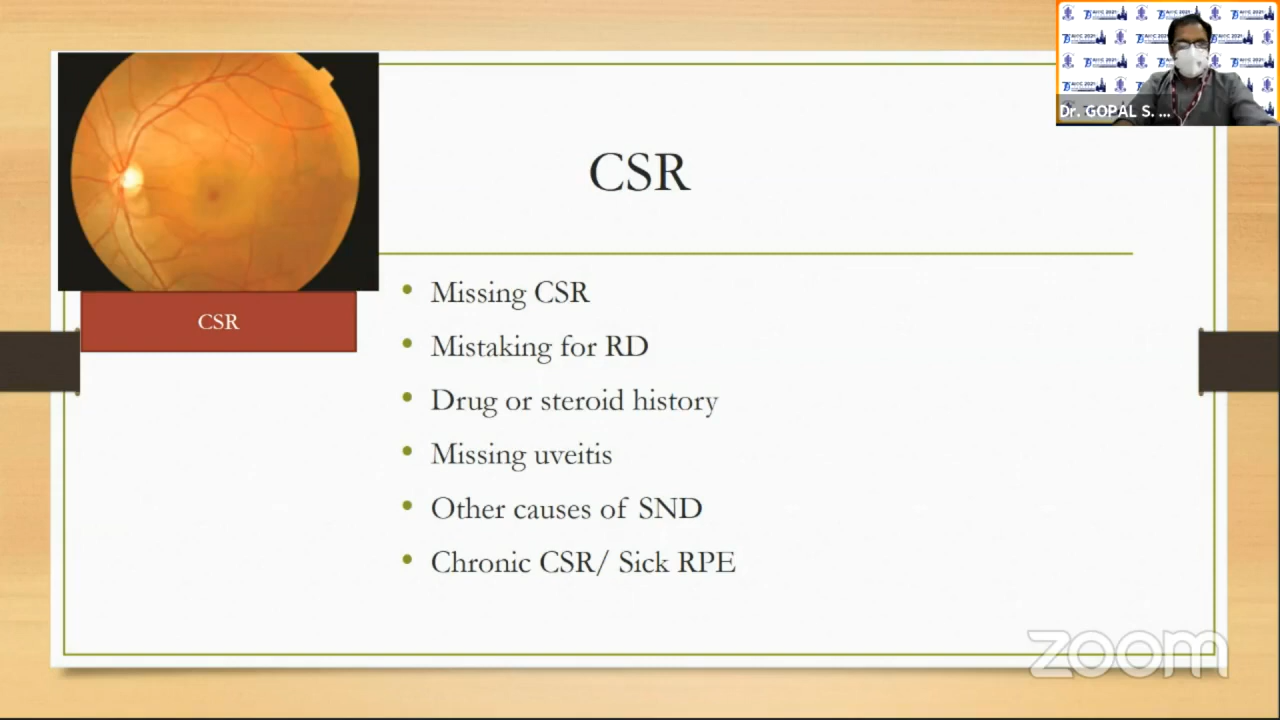 Dr. GOPAL S. ...
CSR
CSR
• Missing CSR
• Mistaking for RD
• Drug or steroid history
• Missing uveitis
• Other causes of SND
• Chronic CSR/ Sick RPE
zoom